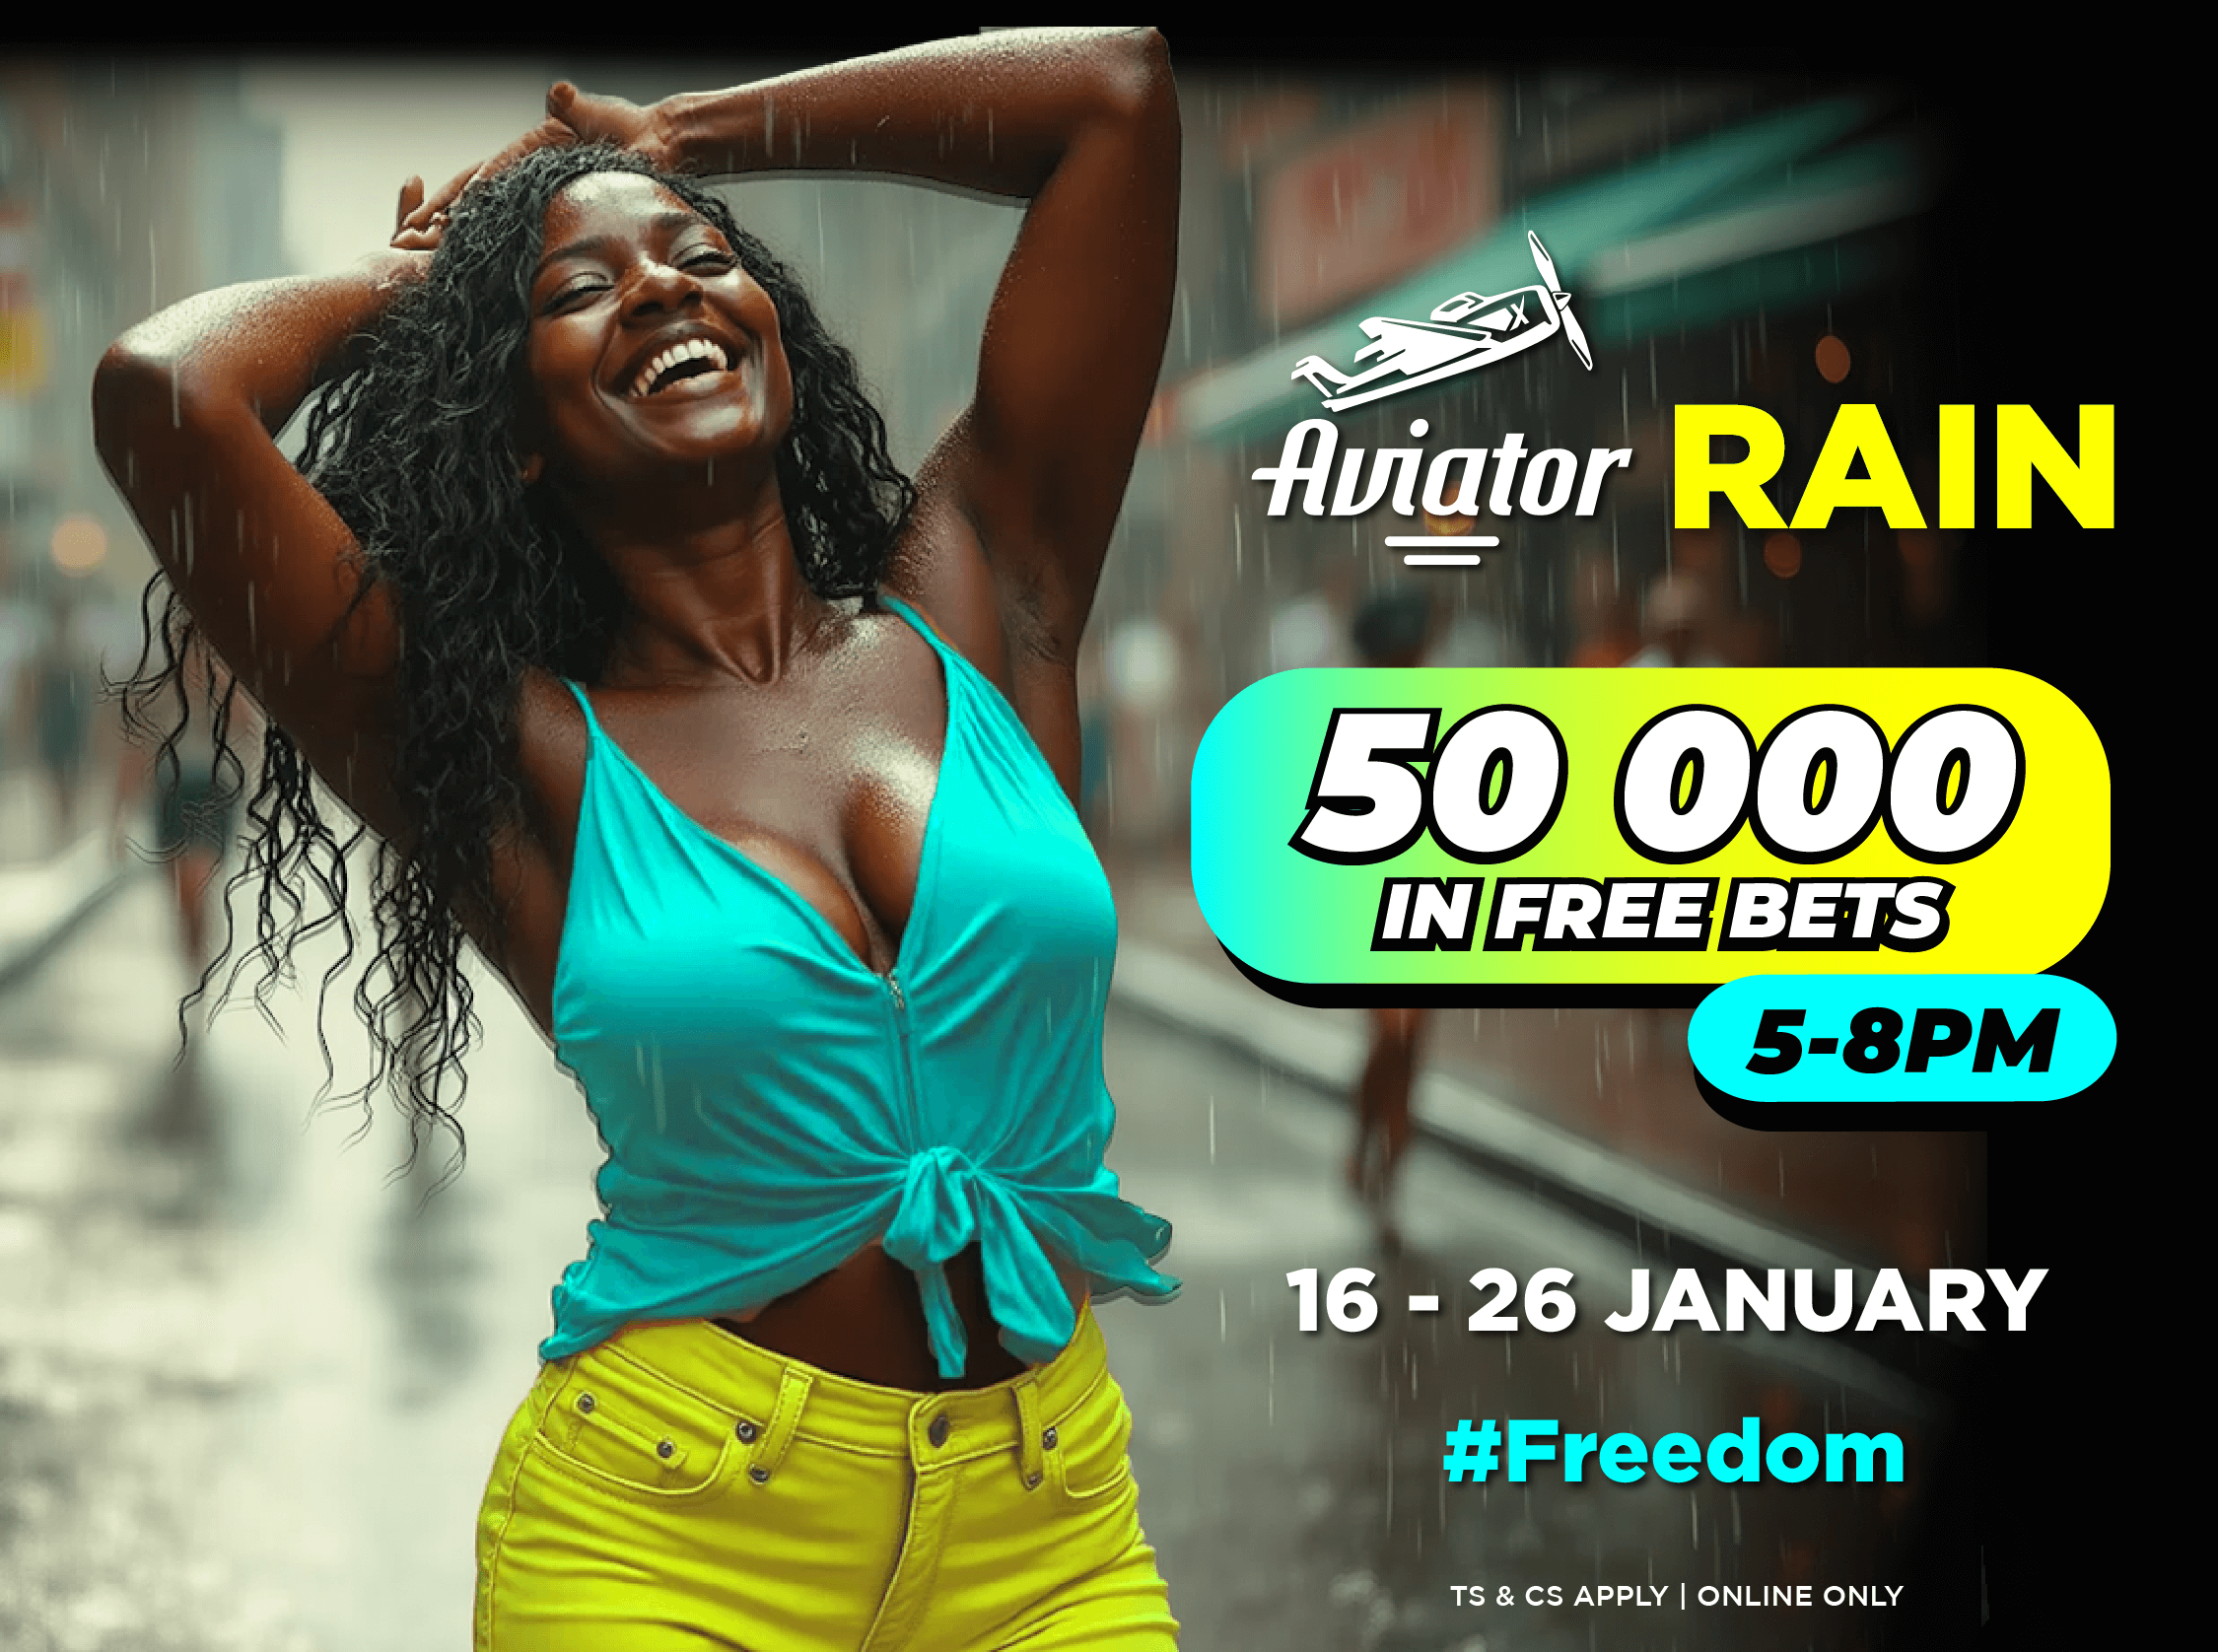 Aviator RAIN
50 000
IN FREE BETS
5-8PM
16 - 26 JANUARY
#Freedom
TS & CS APPLY | ONLINE ONLY